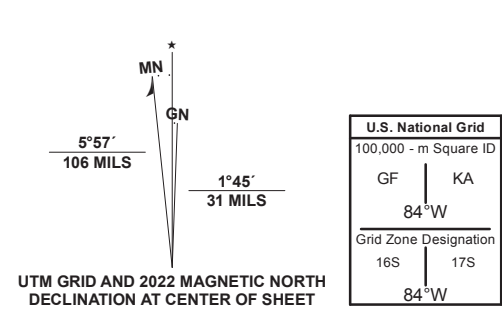 ★
MN
GN
5°57´
106 MILS
1°45´
31 MILS
UTM GRID AND 2022 MAGNETIC NORTH
DECLINATION AT CENTER OF SHEET
U.S. National Grid
100,000 - m Square ID
GF KA
84°W
Grid Zone Designation
16S 17S
84°W